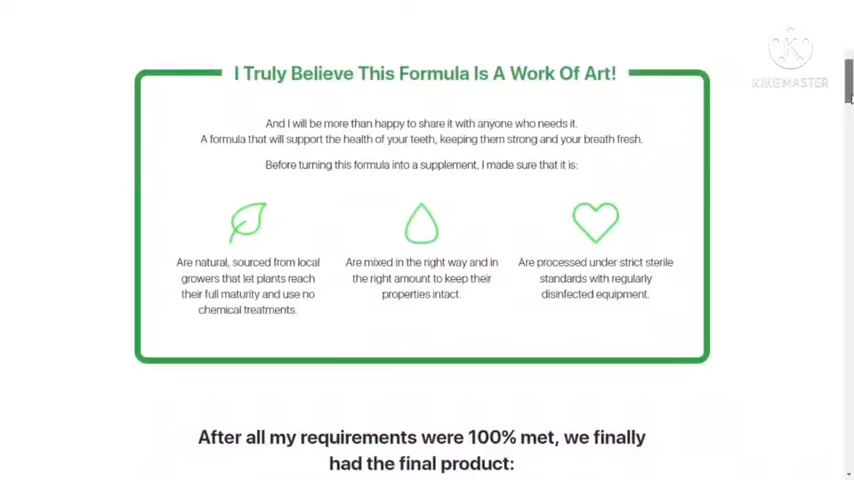 KINEMASTER
I Truly Believe This Formula Is A Work Of Art!
And I will be more than happy to share it with anyone who needs it.
A formula that will support the health of your teeth, keeping them strong and your breath fresh.
Before turning this formula into a supplement, I made sure that it is:
Are natural, sourced from local
growers that let plants reach
their full maturity and use no
chemical treatments.
Are mixed in the right way and in
the right amount to keep their
properties intact.
Are processed under strict sterile
standards with regularly
disinfected equipment.
After all my requirements were 100% met, we finally
had the final product: